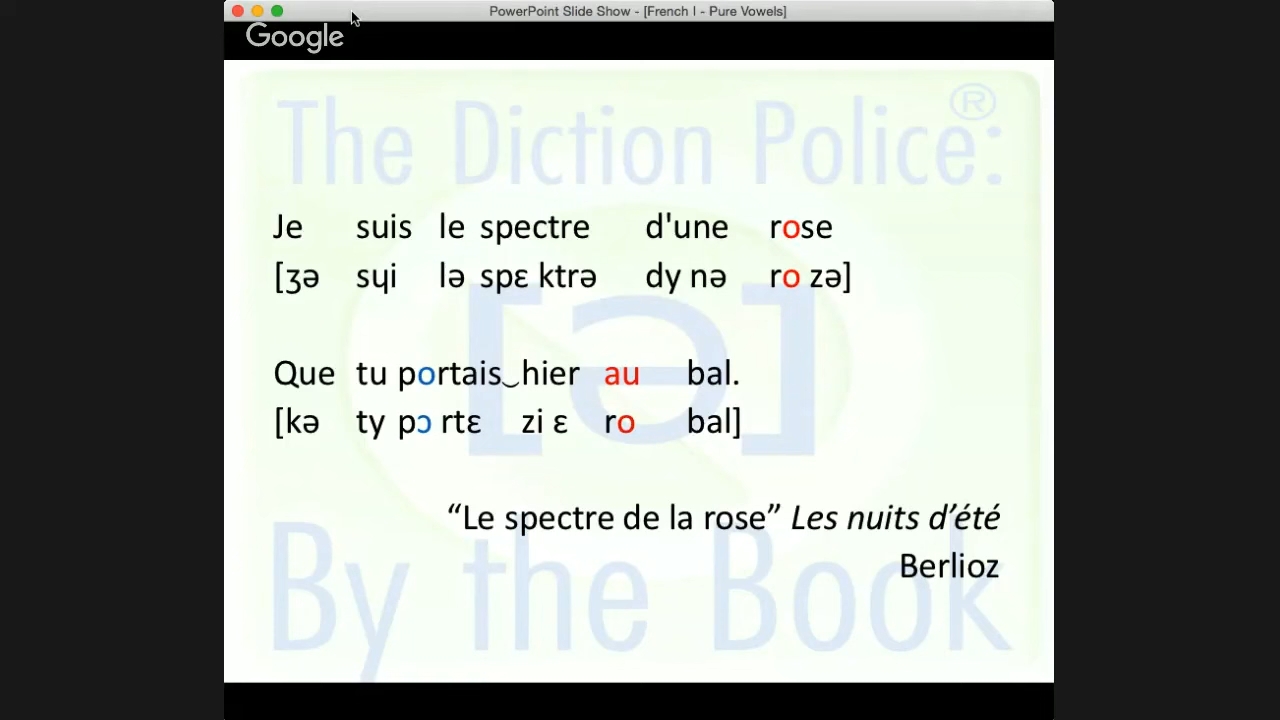 PowerPoint Slide Show - [French I - Pure Vowels]
Google
The Diction Police®:
Je suis le spectre d'une rose
[ʒə sɥi lə spɛ ktrə dy nə ro zə]
Que tu portais‿hier au bal.
[kə ty pɔ rtɛ zi ɛ ro bal]
[ə]
“Le spectre de la rose” Les nuits d’été
Berlioz
By the Book